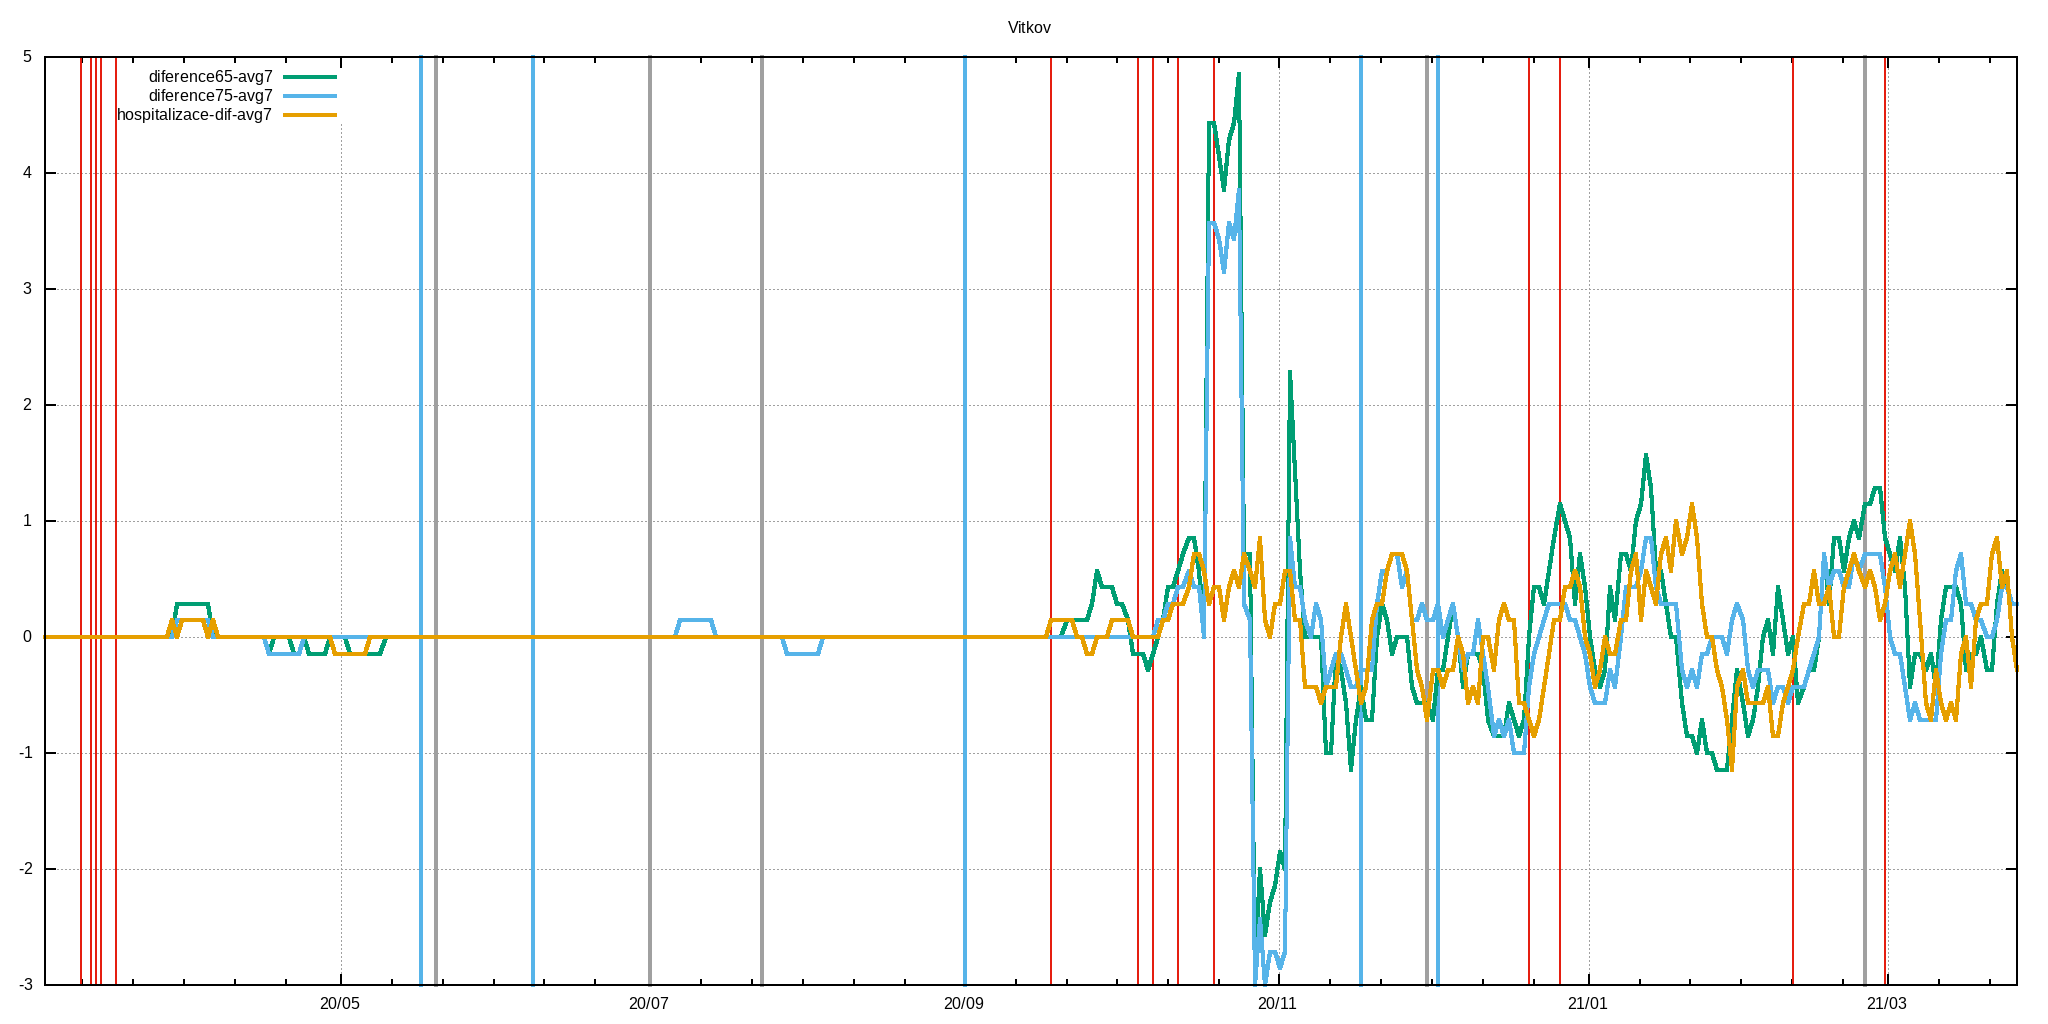 Vitkov
5
diference65-avg7
diference75-avg7
hospitalizace-dif-avg7
4
3
2
1
0
-1
-2
-3
20/05 20/07 20/09 20/11 21/01 21/03